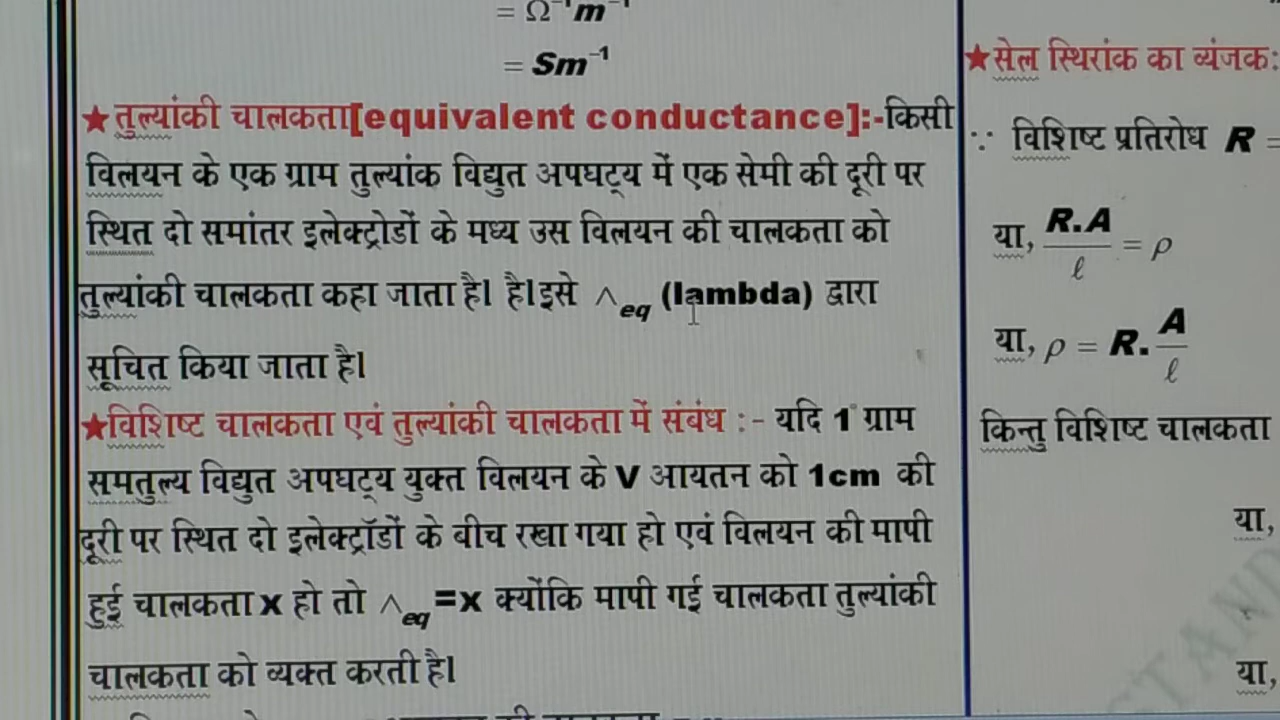 = Ω⁻¹m⁻¹
= Sm⁻¹
★तुल्यांकी चालकता[equivalent conductance]:-किसी
विलयन के एक ग्राम तुल्यांक विद्युत अपघट्य में एक सेमी की दूरी पर
स्थित दो समांतर इलेक्ट्रोडों के मध्य उस विलयन की चालकता को
तुल्यांकी चालकता कहा जाता है। है।इसे ∧eq (lambda) द्वारा
सूचित किया जाता है।
★विशिष्ट चालकता एवं तुल्यांकी चालकता में संबंध :- यदि 1 ग्राम
समतुल्य विद्युत अपघट्य युक्त विलयन के V आयतन को 1cm की
दूरी पर स्थित दो इलेक्ट्रॉडों के बीच रखा गया हो एवं विलयन की मापी
हुई चालकता x हो तो ∧eq=x क्योंकि मापी गई चालकता तुल्यांकी
चालकता को व्यक्त करती है।
★सेल स्थिरांक का व्यंजक:
∵ विशिष्ट प्रतिरोध R =
या, R.A/ℓ = ρ
या, ρ = R.A/ℓ
किन्तु विशिष्ट चालकता
या,
या,